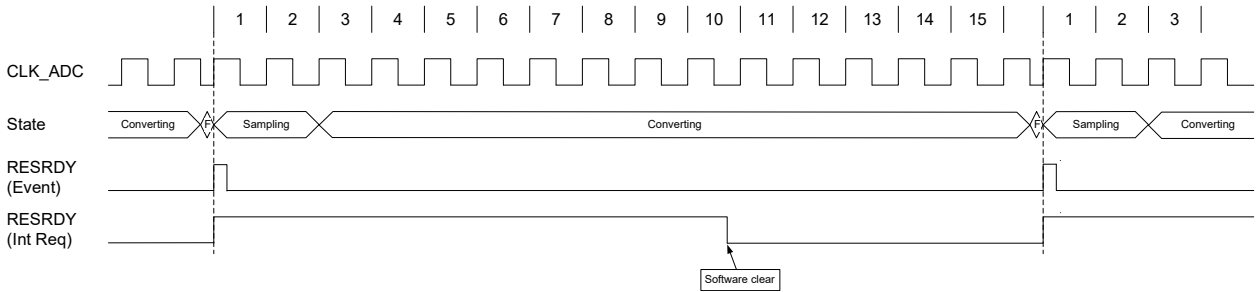 1 2 3 4 5 6 7 8 9 10 11 12 13 14 15 1 2 3
CLK_ADC
State Converting F Sampling Converting F Sampling Converting
RESRDY
(Event)
RESRDY
(Int Req)
Software clear